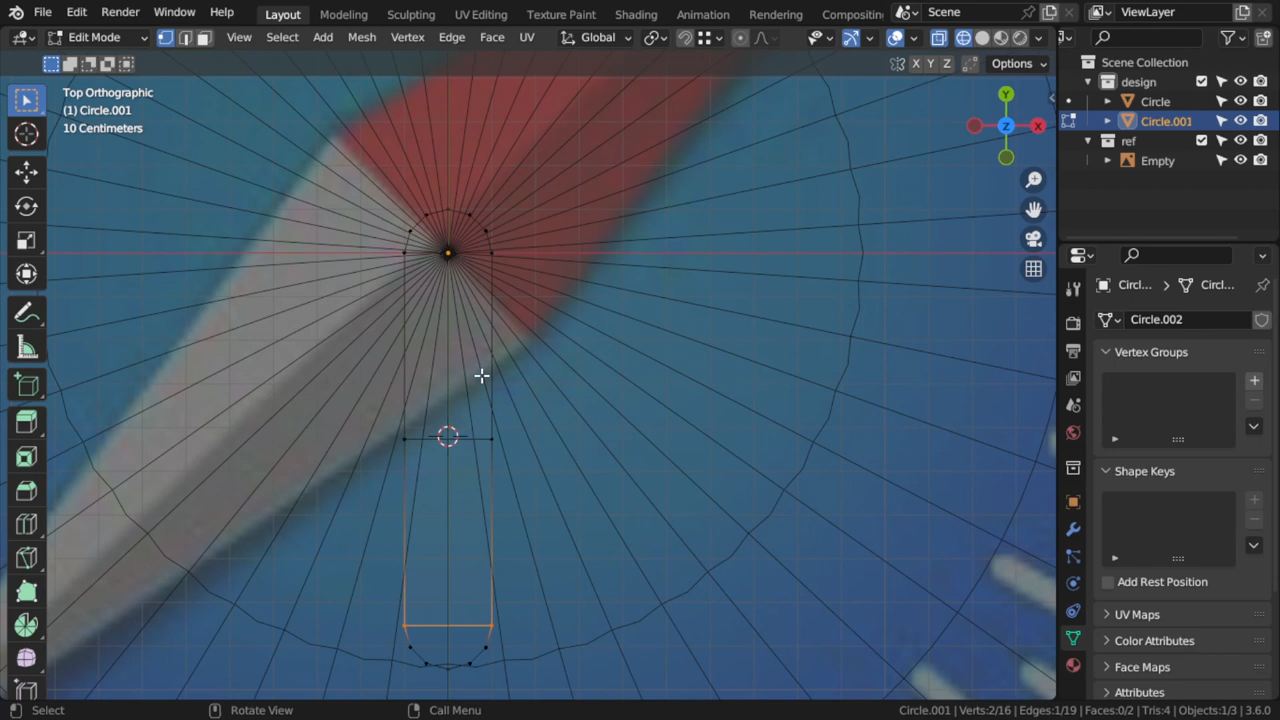 File Edit Render Window Help Layout Modeling Sculpting UV Editing Texture Paint Shading Animation Rendering Compositin Scene ViewLayer
Edit Mode View Select Add Mesh Vertex Edge Face UV Global
X Y Z Options
Top Orthographic
(1) Circle.001
10 Centimeters
Y
Z
X
Scene Collection
design
Circle
Circle.001
ref
Empty
Circl... Circl...
Circle.002
Vertex Groups
Shape Keys
Add Rest Position
UV Maps
Color Attributes
Face Maps
Attributes
Select Rotate View Call Menu Circle.001 | Verts:2/16 | Edges:1/19 | Faces:0/2 | Tris:4 | Objects:1/3 | 3.6.0